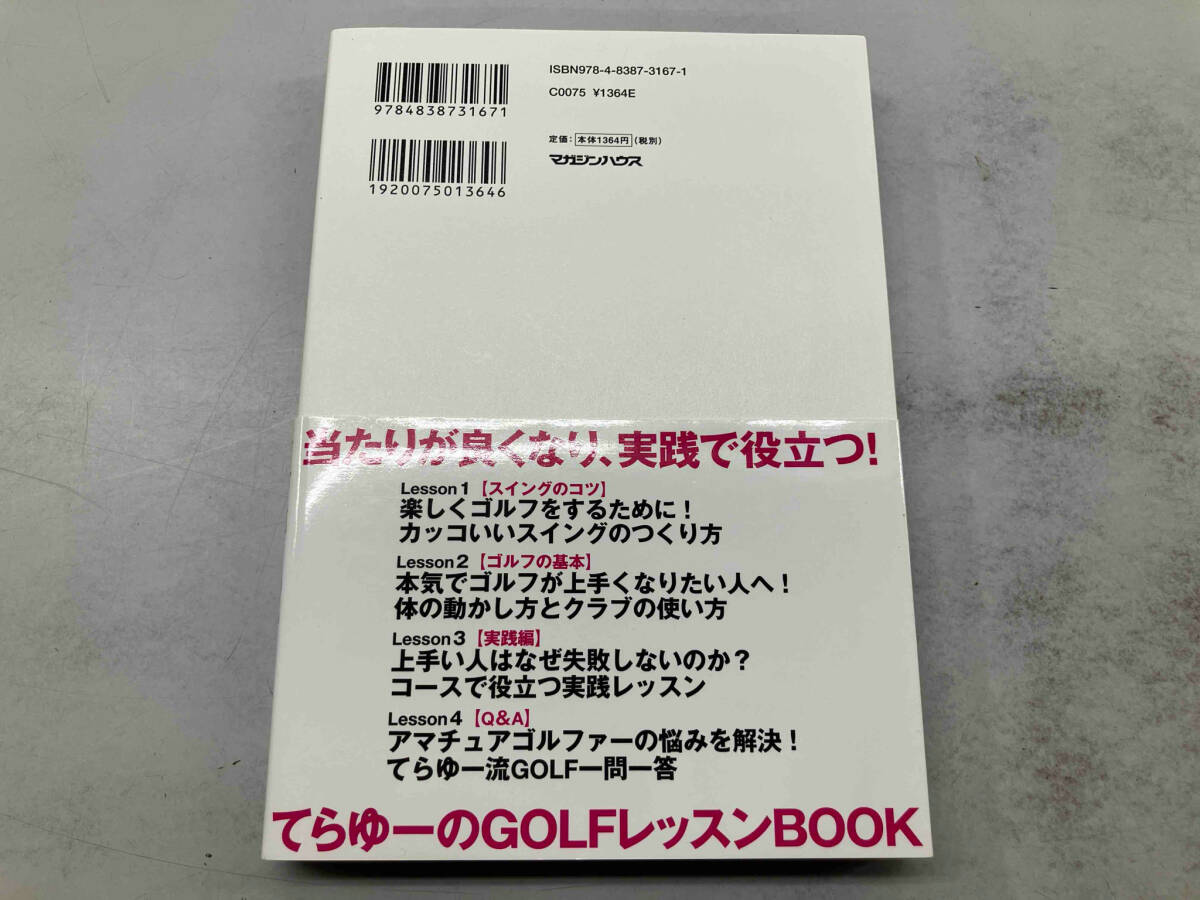 ISBN978-4-8387-3167-1
C0075 ¥1364E
9784838731671
定価：本体1364円（税別）
マガジンハウス
1920075013646
当たりが良くなり、実践で役立つ！
Lesson1【スイングのコツ】
楽しくゴルフをするために！
カッコいいスイングのつくり方
Lesson2【ゴルフの基本】
本気でゴルフが上手くなりたい人へ！
体の動かし方とクラブの使い方
Lesson3【実践編】
上手い人はなぜ失敗しないのか？
コースで役立つ実践レッスン
Lesson4【Q&A】
アマチュアゴルファーの悩みを解決！
てらゆー流GOLF一問一答
てらゆーのGOLFレッスンBOOK